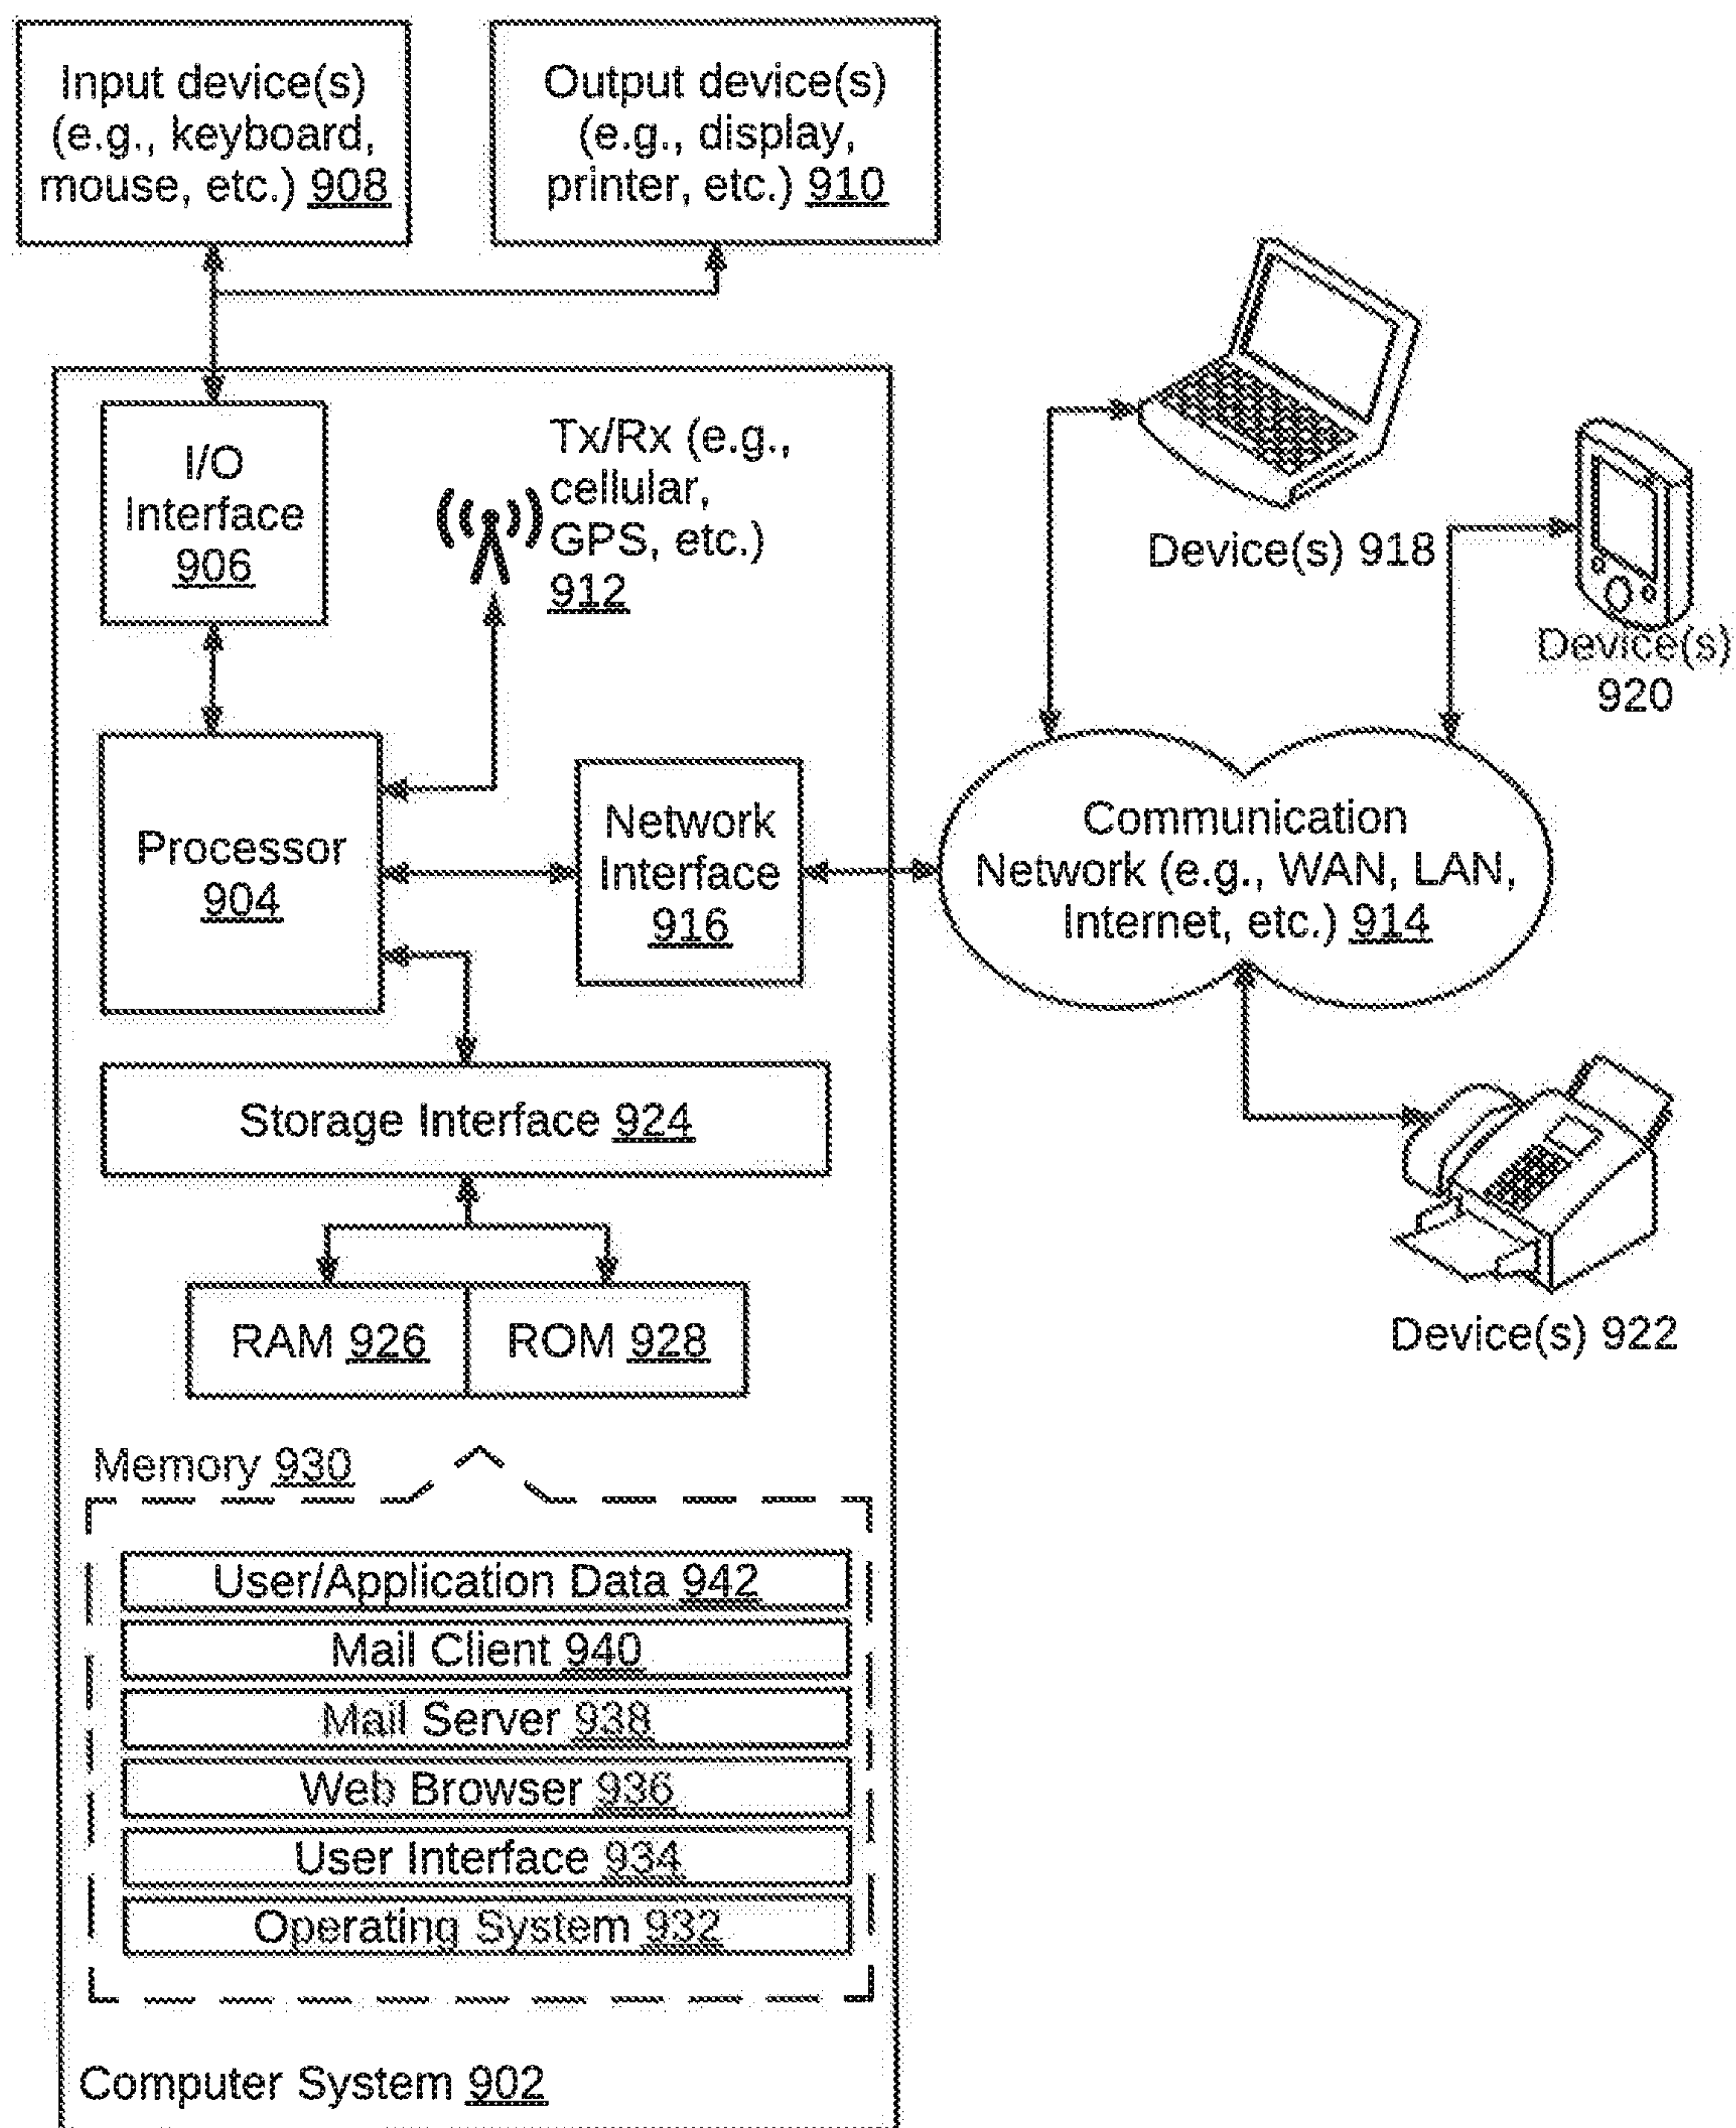 Input device(s)
(e.g., keyboard,
mouse, etc.) 908
Output device(s)
(e.g., display,
printer, etc.) 910
I/O
Interface
906
Tx/Rx (e.g.,
cellular,
GPS, etc.)
912
Device(s) 918
Device(s)
920
Processor
904
Network
Interface
916
Communication
Network (e.g., WAN, LAN,
Internet, etc.) 914
Storage Interface 924
RAM 926
ROM 928
Device(s) 922
Memory 930
User/Application Data 942
Mail Client 940
Mail Server 938
Web Browser 936
User Interface 934
Operating System 932
Computer System 902